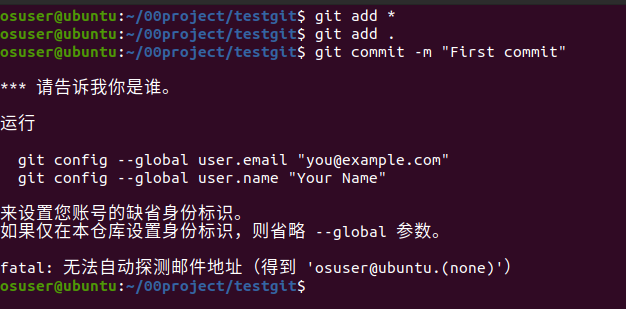 osuser@ubuntu:~/00project/testgit$ git add *
osuser@ubuntu:~/00project/testgit$ git add .
osuser@ubuntu:~/00project/testgit$ git commit -m "First commit"
*** 请告诉我你是谁。
运行
git config --global user.email "you@example.com"
git config --global user.name "Your Name"
来设置您账号的缺省身份标识。
如果仅在本仓库设置身份标识，则省略 --global 参数。
fatal: 无法自动探测邮件地址（得到 'osuser@ubuntu.(none)'）
osuser@ubuntu:~/00project/testgit$